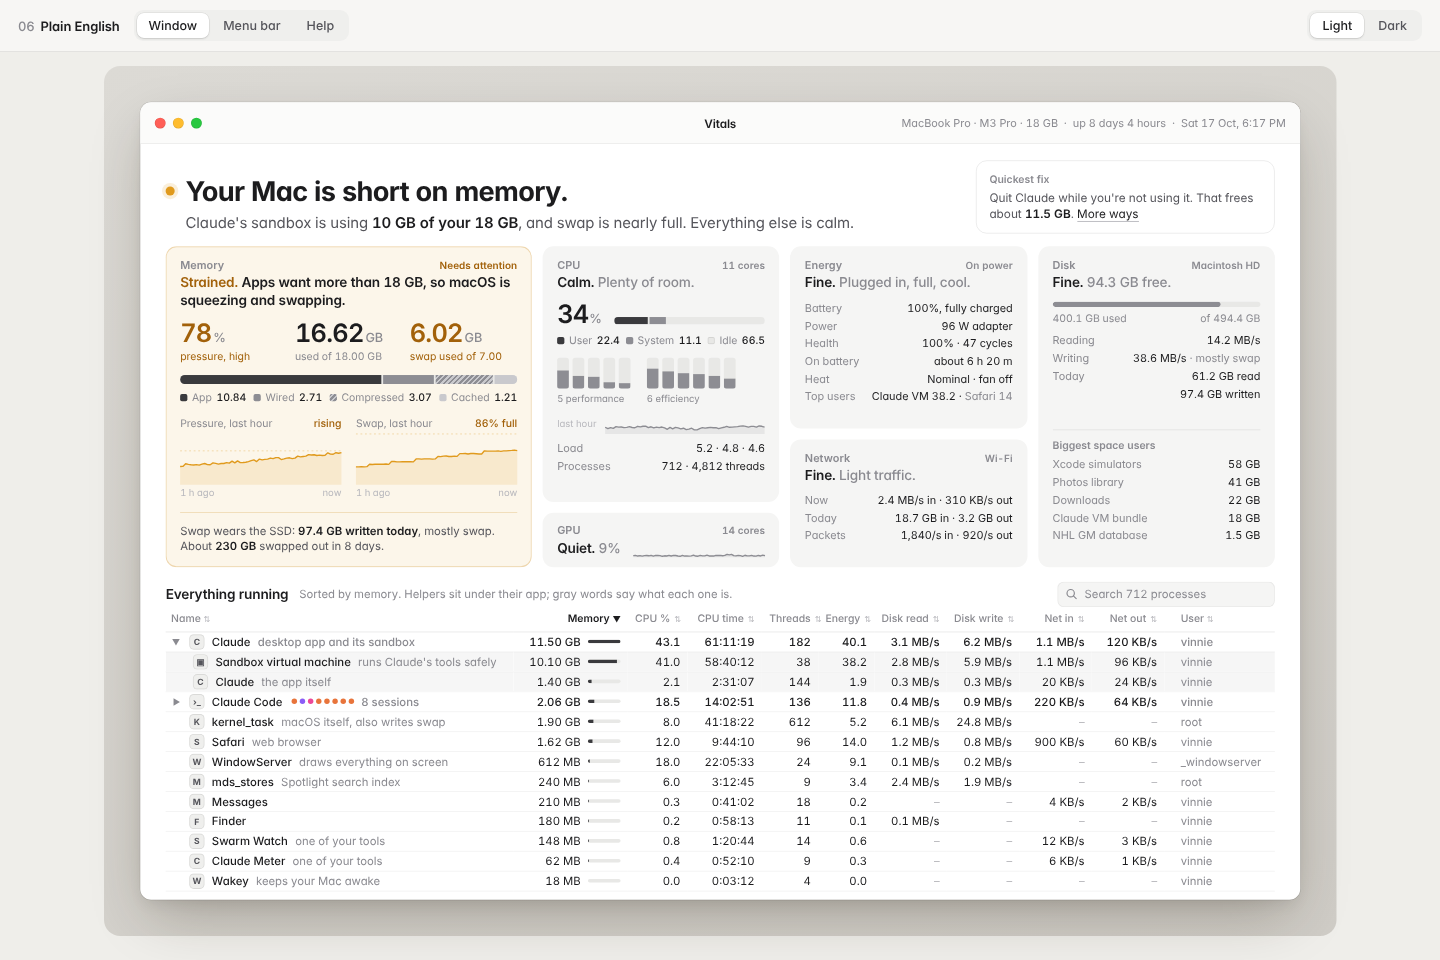 06 Plain English Window Menu bar Help Light Dark
Vitals MacBook Pro · M3 Pro · 18 GB · up 8 days 4 hours · Sat 17 Oct, 6:17 PM
Your Mac is short on memory.
Claude's sandbox is using 10 GB of your 18 GB, and swap is nearly full. Everything else is calm.
Quickest fix
Quit Claude while you're not using it. That frees
about 11.5 GB. More ways
Memory Needs attention
Strained. Apps want more than 18 GB, so macOS is
squeezing and swapping.
78% 16.62 GB 6.02 GB
pressure, high used of 18.00 GB swap used of 7.00
App 10.84 Wired 2.71 Compressed 3.07 Cached 1.21
Pressure, last hour rising Swap, last hour 86% full
1 h ago now 1 h ago now
Swap wears the SSD: 97.4 GB written today, mostly swap.
About 230 GB swapped out in 8 days.
CPU 11 cores
Calm. Plenty of room.
34%
User 22.4 System 11.1 Idle 66.5
5 performance 6 efficiency
last hour
Load 5.2 · 4.8 · 4.6
Processes 712 · 4,812 threads
GPU 14 cores
Quiet. 9%
Energy On power
Fine. Plugged in, full, cool.
Battery 100%, fully charged
Power 96 W adapter
Health 100% · 47 cycles
On battery about 6 h 20 m
Heat Nominal · fan off
Top users Claude VM 38.2 · Safari 14
Network Wi-Fi
Fine. Light traffic.
Now 2.4 MB/s in · 310 KB/s out
Today 18.7 GB in · 3.2 GB out
Packets 1,840/s in · 920/s out
Disk Macintosh HD
Fine. 94.3 GB free.
400.1 GB used of 494.4 GB
Reading 14.2 MB/s
Writing 38.6 MB/s · mostly swap
Today 61.2 GB read
97.4 GB written
Biggest space users
Xcode simulators 58 GB
Photos library 41 GB
Downloads 22 GB
Claude VM bundle 18 GB
NHL GM database 1.5 GB
Everything running Sorted by memory. Helpers sit under their app; gray words say what each one is. Search 712 processes
Name Memory CPU % CPU time Threads Energy Disk read Disk write Net in Net out User
C Claude desktop app and its sandbox 11.50 GB 43.1 61:11:19 182 40.1 3.1 MB/s 6.2 MB/s 1.1 MB/s 120 KB/s vinnie
Sandbox virtual machine runs Claude's tools safely 10.10 GB 41.0 58:40:12 38 38.2 2.8 MB/s 5.9 MB/s 1.1 MB/s 96 KB/s vinnie
C Claude the app itself 1.40 GB 2.1 2:31:07 144 1.9 0.3 MB/s 0.3 MB/s 20 KB/s 24 KB/s vinnie
›_ Claude Code 8 sessions 2.06 GB 18.5 14:02:51 136 11.8 0.4 MB/s 0.9 MB/s 220 KB/s 64 KB/s vinnie
K kernel_task macOS itself, also writes swap 1.90 GB 8.0 41:18:22 612 5.2 6.1 MB/s 24.8 MB/s – – root
S Safari web browser 1.62 GB 12.0 9:44:10 96 14.0 1.2 MB/s 0.8 MB/s 900 KB/s 60 KB/s vinnie
W WindowServer draws everything on screen 612 MB 18.0 22:05:33 24 9.1 0.1 MB/s 0.2 MB/s – – _windowserver
M mds_stores Spotlight search index 240 MB 6.0 3:12:45 9 3.4 2.4 MB/s 1.9 MB/s – – root
M Messages 210 MB 0.3 0:41:02 18 0.2 – – 4 KB/s 2 KB/s vinnie
F Finder 180 MB 0.2 0:58:13 11 0.1 0.1 MB/s – – – vinnie
S Swarm Watch one of your tools 148 MB 0.8 1:20:44 14 0.6 – – 12 KB/s 3 KB/s vinnie
C Claude Meter one of your tools 62 MB 0.4 0:52:10 9 0.3 – – 6 KB/s 1 KB/s vinnie
W Wakey keeps your Mac awake 18 MB 0.0 0:03:12 4 0.0 – – – – vinnie